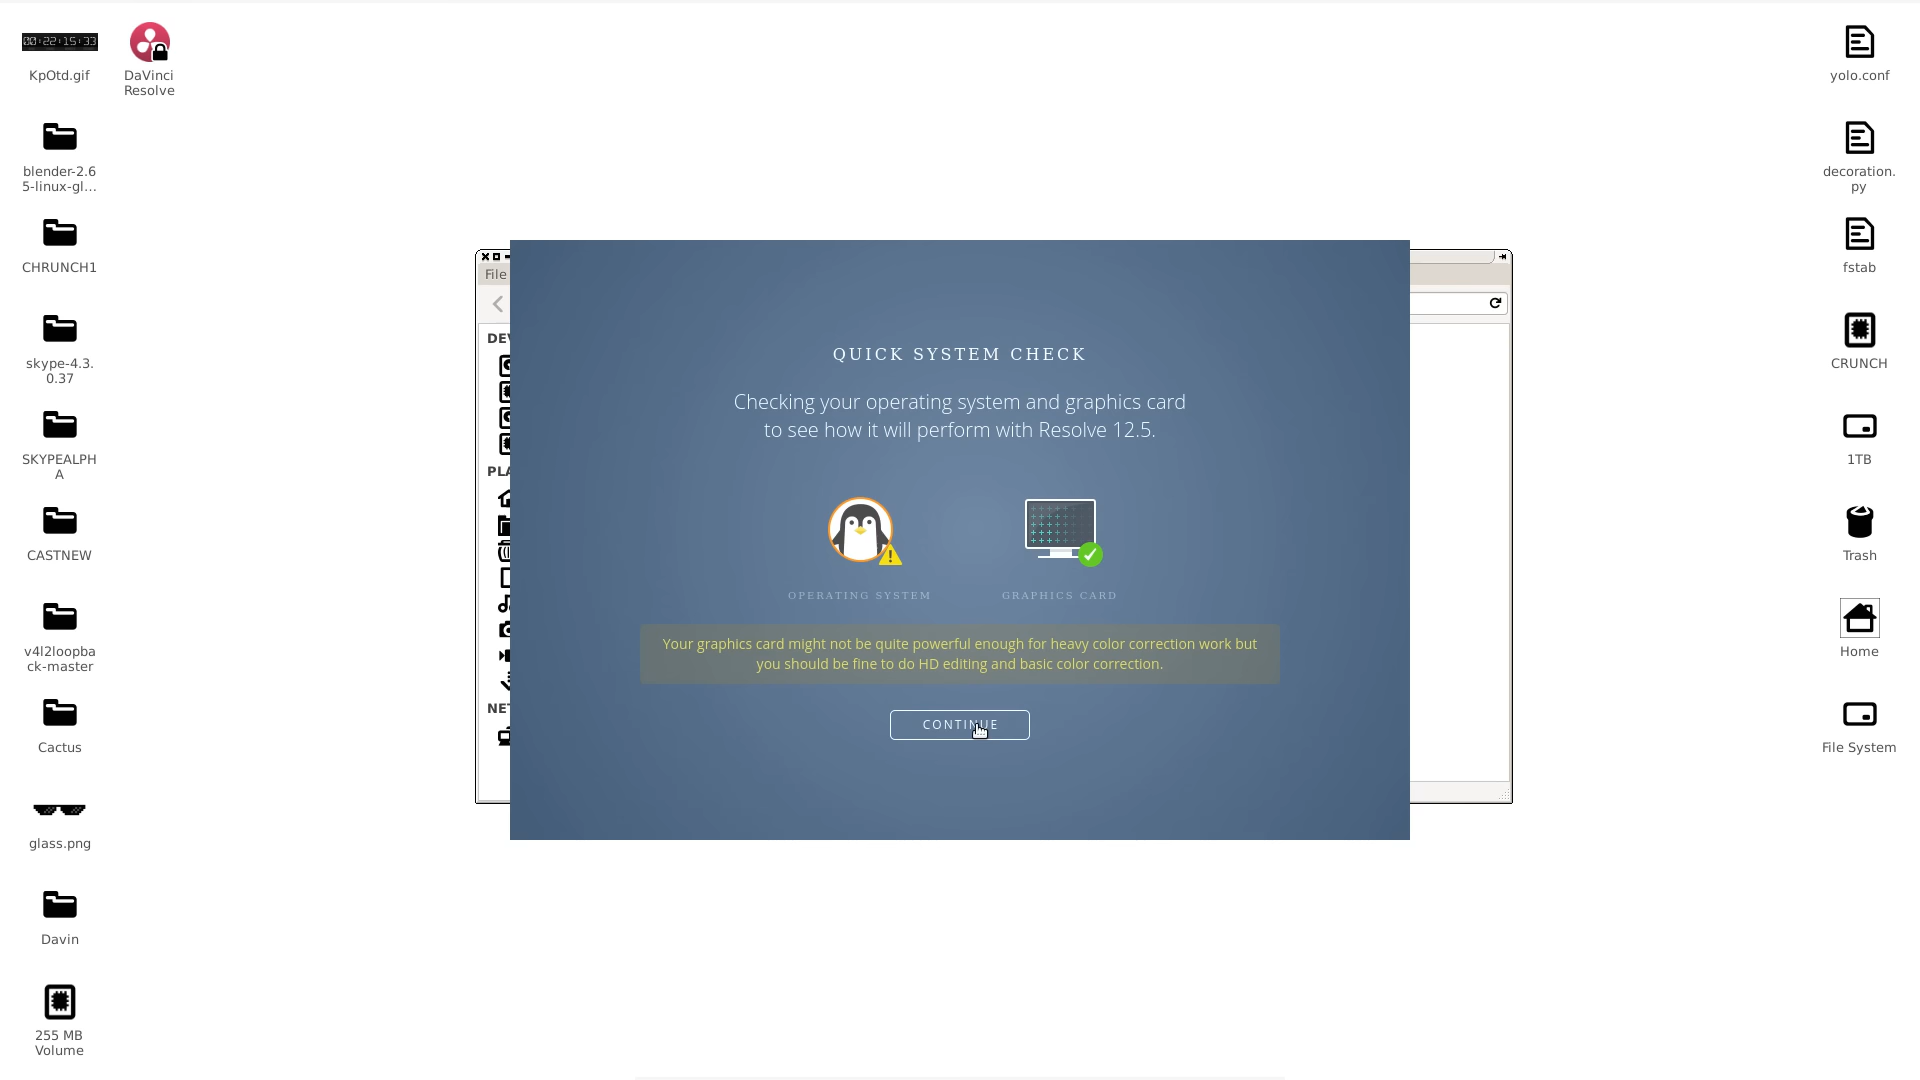 00:22:15:33
KpOtd.gif
DaVinci
Resolve
blender-2.6
5-linux-gl...
CHRUNCH1
skype-4.3.
0.37
SKYPEALPH
A
CASTNEW
v4l2loopba
ck-master
Cactus
glass.png
Davin
255 MB
Volume
File
DEV
PLA
NET
QUICK SYSTEM CHECK
Checking your operating system and graphics card
to see how it will perform with Resolve 12.5.
OPERATING SYSTEM
GRAPHICS CARD
Your graphics card might not be quite powerful enough for heavy color correction work but
you should be fine to do HD editing and basic color correction.
CONTINUE
yolo.conf
decoration.
py
fstab
CRUNCH
1TB
Trash
Home
File System